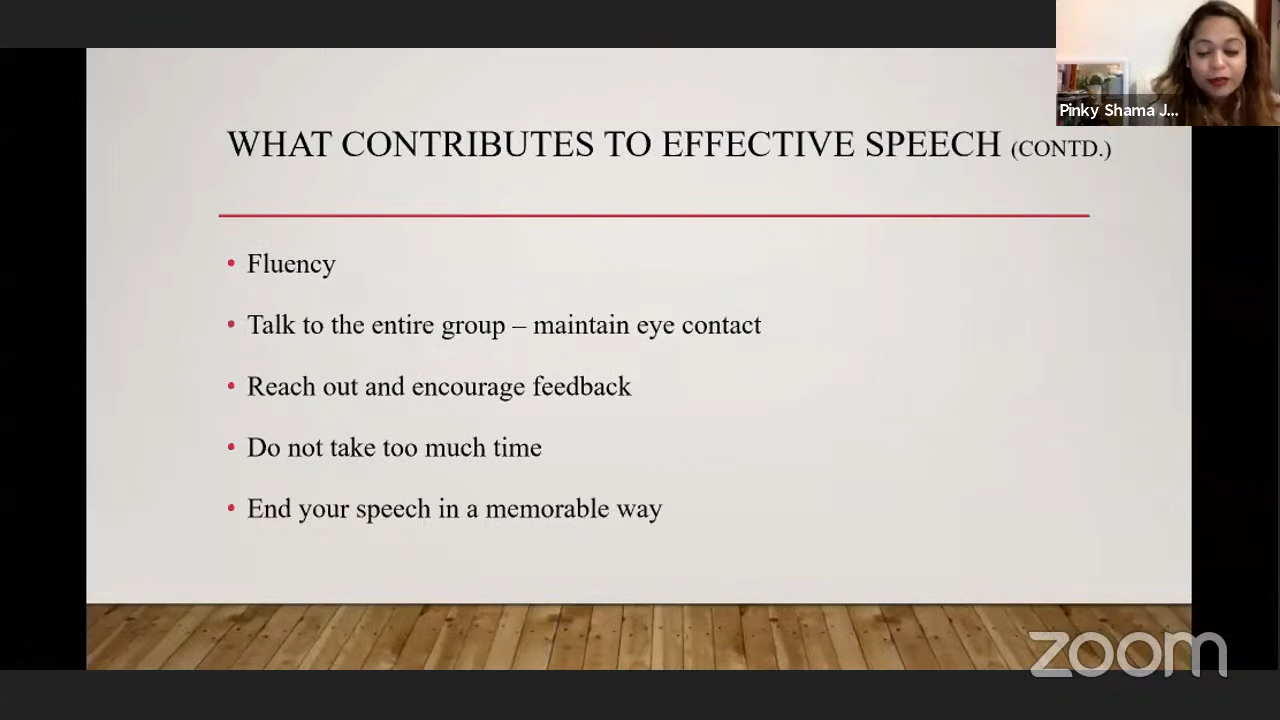 Pinky Shama J...
WHAT CONTRIBUTES TO EFFECTIVE SPEECH (CONTD.)
• Fluency
• Talk to the entire group – maintain eye contact
• Reach out and encourage feedback
• Do not take too much time
• End your speech in a memorable way
zoom